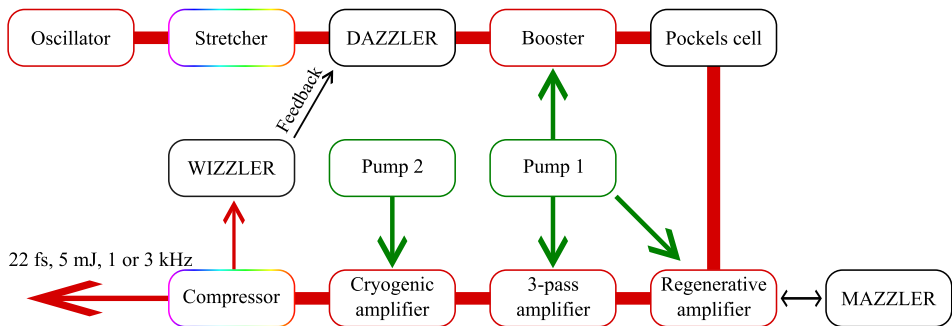 Oscillator
Stretcher
DAZZLER
Booster
Pockels cell
Feedback
WIZZLER
Pump 2
Pump 1
22 fs, 5 mJ, 1 or 3 kHz
Compressor
Cryogenic
amplifier
3-pass
amplifier
Regenerative
amplifier
MAZZLER